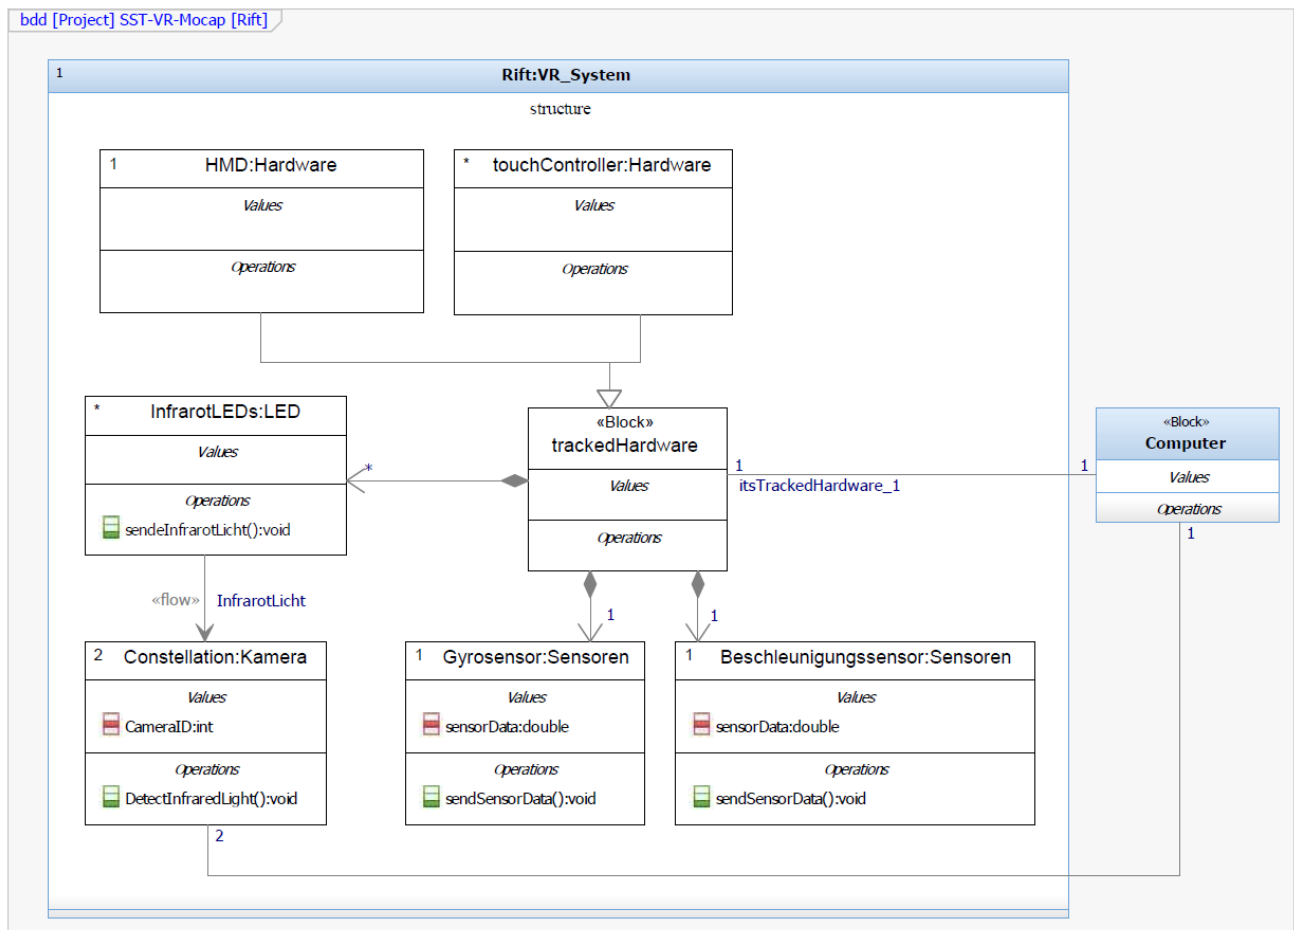 bdd [Project] SST-VR-Mocap [Rift]
1 Rift:VR_System
structure
1 HMD:Hardware
Values
Operations
* touchController:Hardware
Values
Operations
* InfrarotLEDs:LED
Values
Operations
sendeInfrarotLicht():void
*
«Block»
trackedHardware
Values
Operations
1
itsTrackedHardware_1
1
«Block»
Computer
Values
Operations
1
«flow» InfrarotLicht
1
1
2 Constellation:Kamera
Values
CameraID:int
Operations
DetectInfraredLight():void
2
1 Gyrosensor:Sensoren
Values
sensorData:double
Operations
sendSensorData():void
1 Beschleunigungssensor:Sensoren
Values
sensorData:double
Operations
sendSensorData():void